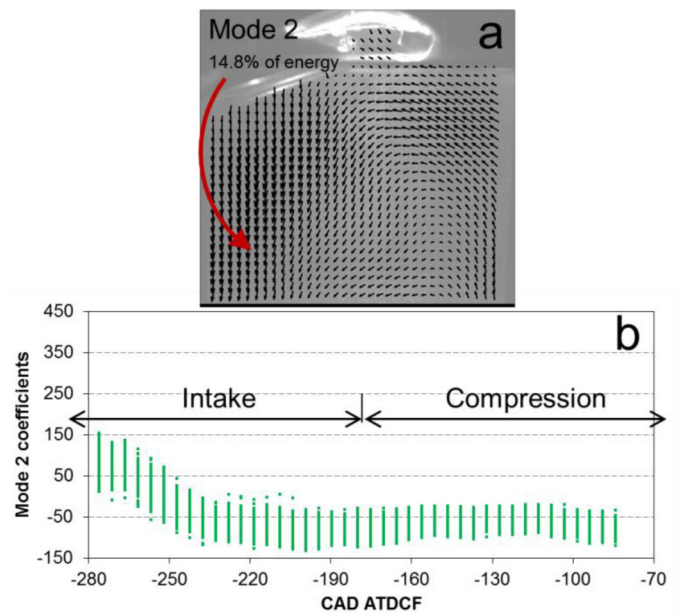 Mode 2
a
14.8% of energy
b
450
350
250
150
50
-50
-150
Mode 2 coefficients
Intake
Compression
-280
-250
-220
-190
-160
-130
-100
-70
CAD ATDCF